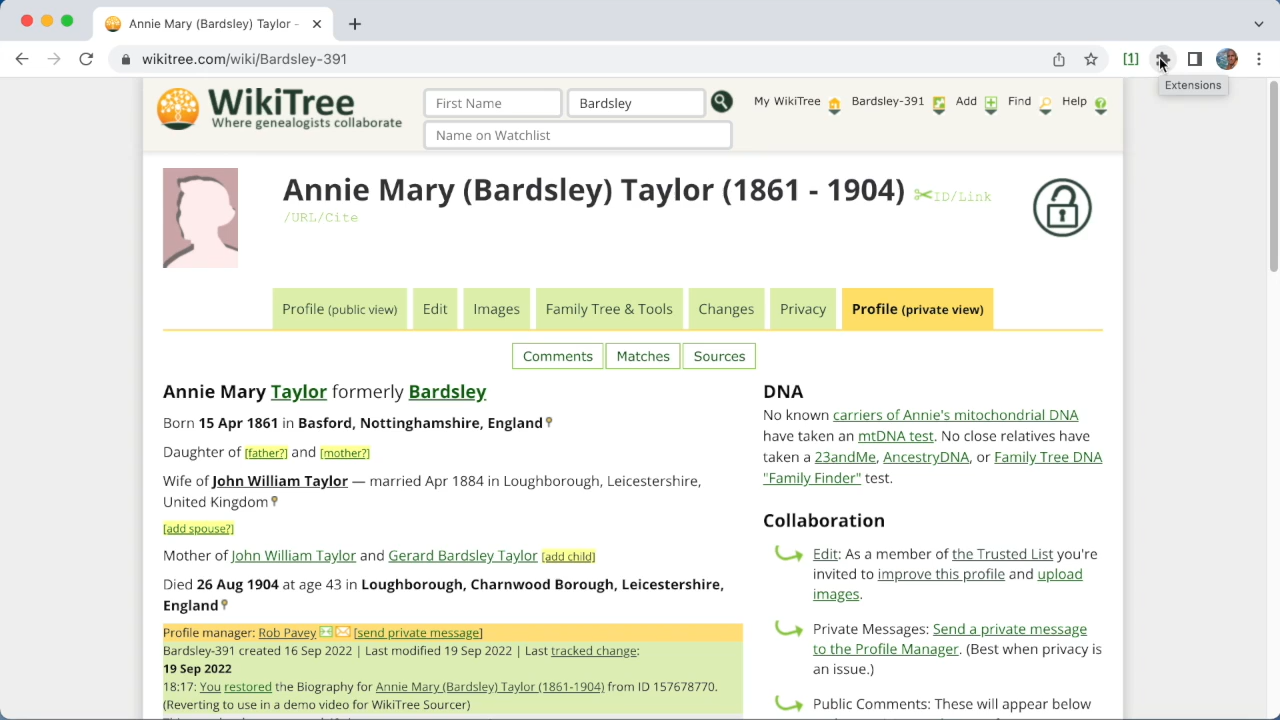 Annie Mary (Bardsley) Taylor -
wikitree.com/wiki/Bardsley-391
[1]
Extensions
WikiTree
Where genealogists collaborate
First Name
Bardsley
Name on Watchlist
My WikiTree
Bardsley-391
Add
Find
Help
Annie Mary (Bardsley) Taylor (1861 - 1904) ID/Link
/URL/Cite
Profile (public view)
Edit
Images
Family Tree & Tools
Changes
Privacy
Profile (private view)
Comments
Matches
Sources
Annie Mary Taylor formerly Bardsley
Born 15 Apr 1861 in Basford, Nottinghamshire, England
Daughter of [father?] and [mother?]
Wife of John William Taylor — married Apr 1884 in Loughborough, Leicestershire,
United Kingdom
[add spouse?]
Mother of John William Taylor and Gerard Bardsley Taylor [add child]
Died 26 Aug 1904 at age 43 in Loughborough, Charnwood Borough, Leicestershire,
England
Profile manager: Rob Pavey [send private message]
Bardsley-391 created 16 Sep 2022 | Last modified 19 Sep 2022 | Last tracked change:
19 Sep 2022
18:17: You restored the Biography for Annie Mary (Bardsley) Taylor (1861-1904) from ID 157678770.
(Reverting to use in a demo video for WikiTree Sourcer)
DNA
No known carriers of Annie's mitochondrial DNA
have taken an mtDNA test. No close relatives have
taken a 23andMe, AncestryDNA, or Family Tree DNA
"Family Finder" test.
Collaboration
Edit: As a member of the Trusted List you're
invited to improve this profile and upload
images.
Private Messages: Send a private message
to the Profile Manager. (Best when privacy is
an issue.)
Public Comments: These will appear below